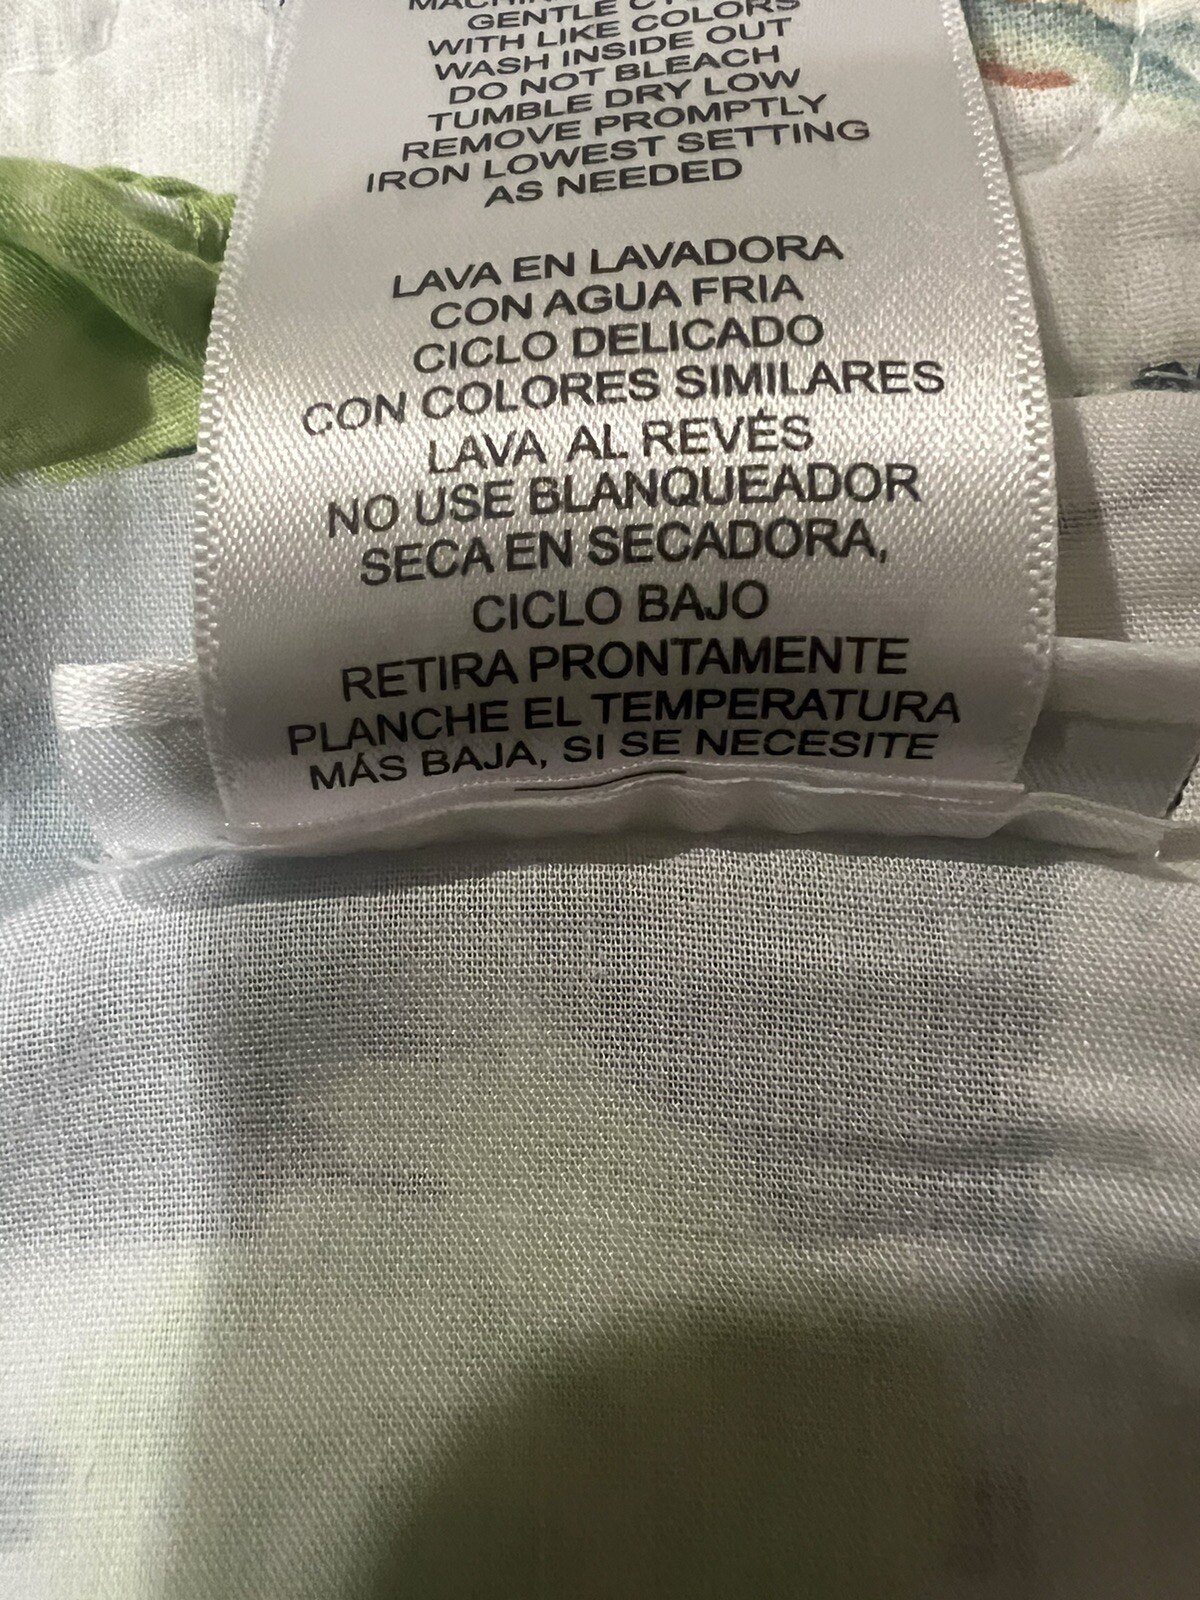 GENTLE
WITH LIKE COLORS
WASH INSIDE OUT
DO NOT BLEACH
TUMBLE DRY LOW
REMOVE PROMPTLY
IRON LOWEST SETTING
AS NEEDED
LAVA EN LAVADORA
CON AGUA FRIA
CICLO DELICADO
CON COLORES SIMILARES
LAVA AL REVÉS
NO USE BLANQUEADOR
SECA EN SECADORA,
CICLO BAJO
RETIRA PRONTAMENTE
PLANCHE EL TEMPERATURA
MÁS BAJA, SI SE NECESITE